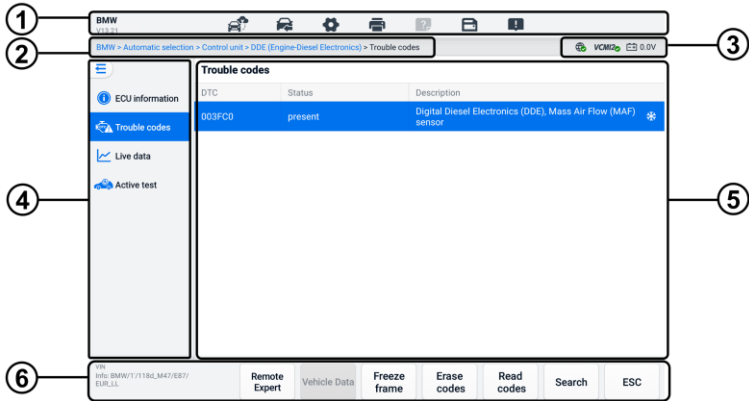 1
BMW
V13.21
2
BMW > Automatic selection > Control unit > DDE (Engine-Diesel Electronics) > Trouble codes
VCMI2
0.0V
3
Trouble codes
ECU information
Trouble codes
Live data
Active test
DTC Status Description
003FC0 present Digital Diesel Electronics (DDE), Mass Air Flow (MAF)
sensor
4
5
6
VIN
Info: BMW/1'/118d_M47/E87/
EUR_LL
Remote
Expert
Vehicle Data
Freeze
frame
Erase
codes
Read
codes
Search
ESC